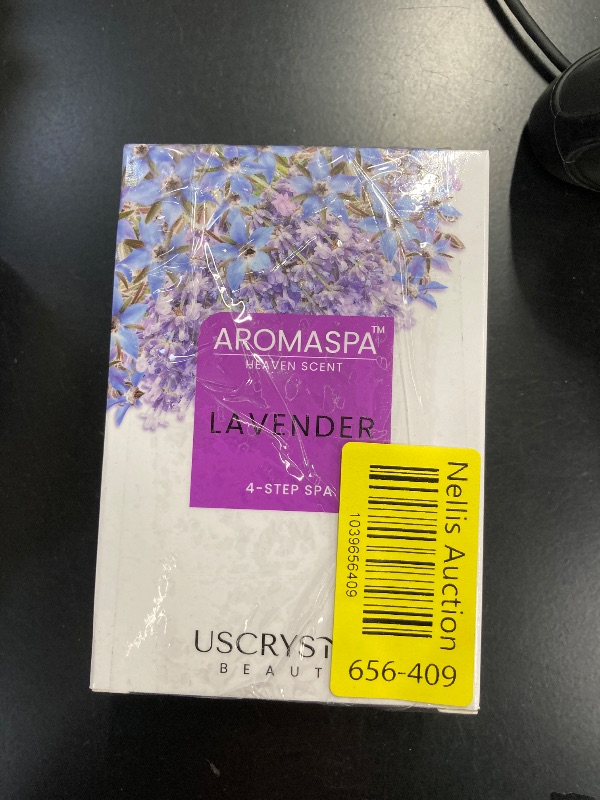 AROMASPA™
HEAVEN SCENT
LAVENDER
4-STEP SPA
USCRYST
BEAUT
Nellis Auction
1039656409
656-409